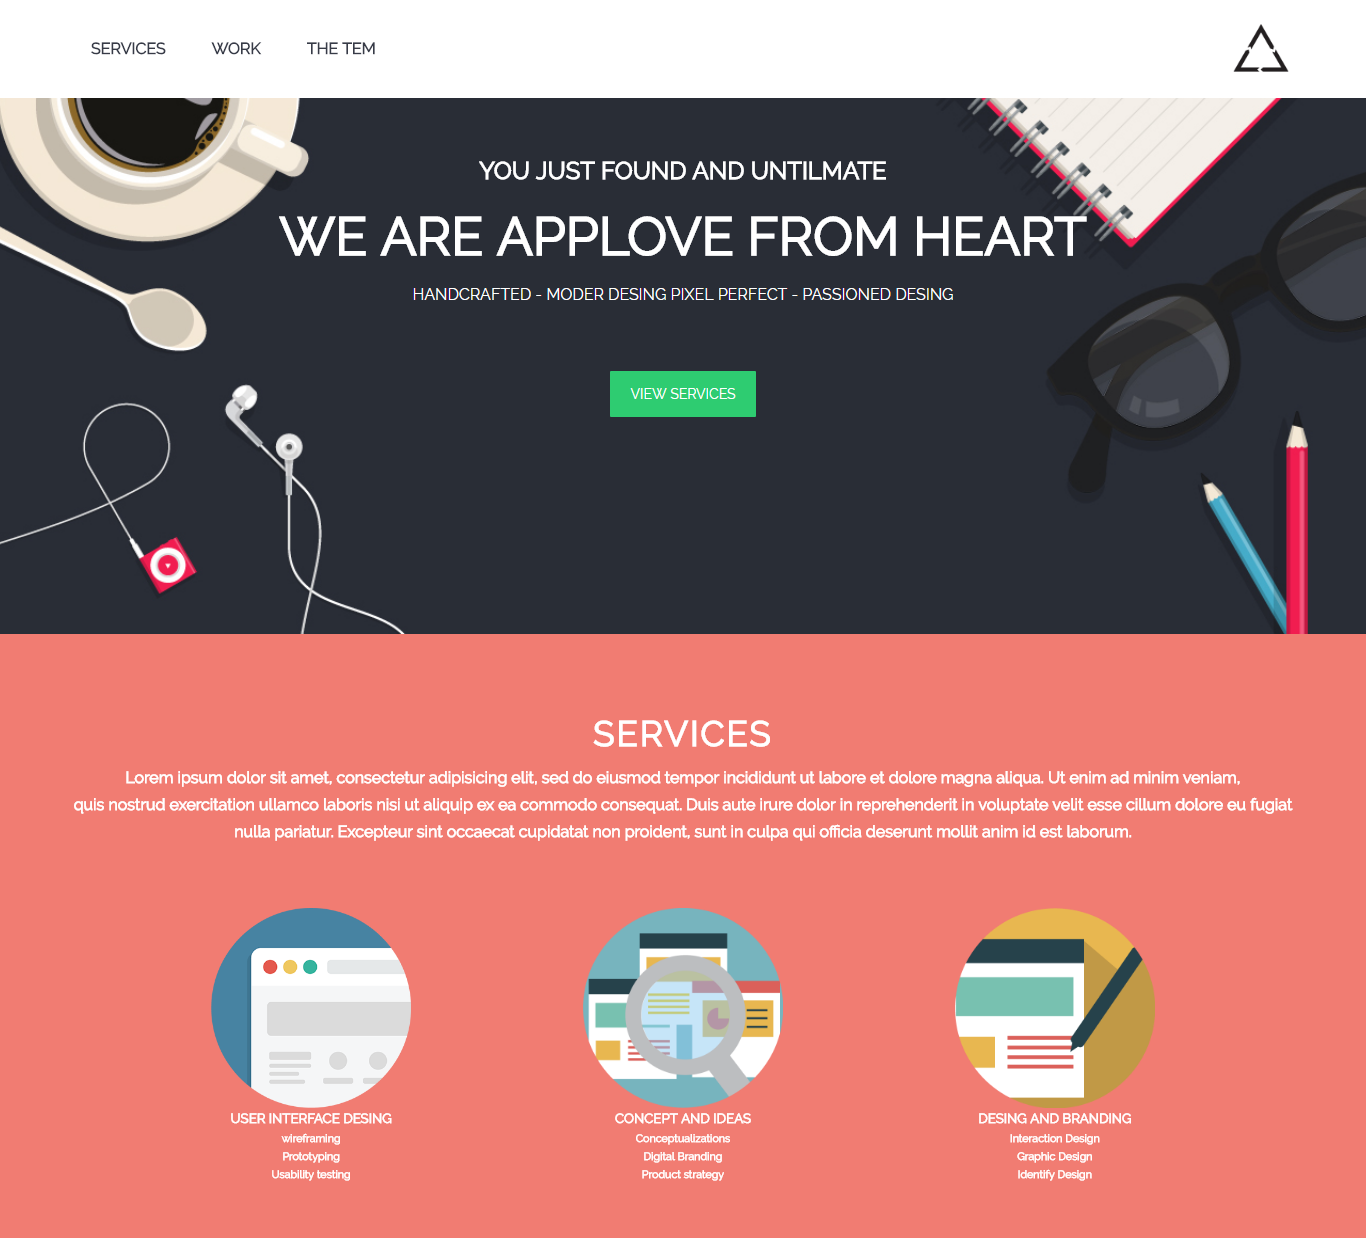 SERVICES WORK THE TEM
YOU JUST FOUND AND UNTILMATE
WE ARE APPLOVE FROM HEART
HANDCRAFTED - MODER DESING PIXEL PERFECT - PASSIONED DESING
VIEW SERVICES
SERVICES
Lorem ipsum dolor sit amet, consectetur adipisicing elit, sed do eiusmod tempor incididunt ut labore et dolore magna aliqua. Ut enim ad minim veniam,
quis nostrud exercitation ullamco laboris nisi ut aliquip ex ea commodo consequat. Duis aute irure dolor in reprehenderit in voluptate velit esse cillum dolore eu fugiat
nulla pariatur. Excepteur sint occaecat cupidatat non proident, sunt in culpa qui officia deserunt mollit anim id est laborum.
USER INTERFACE DESING
wireframing
Prototyping
Usability testing
CONCEPT AND IDEAS
Conceptualizations
Digital Branding
Product strategy
DESING AND BRANDING
Interaction Design
Graphic Design
Identify Design